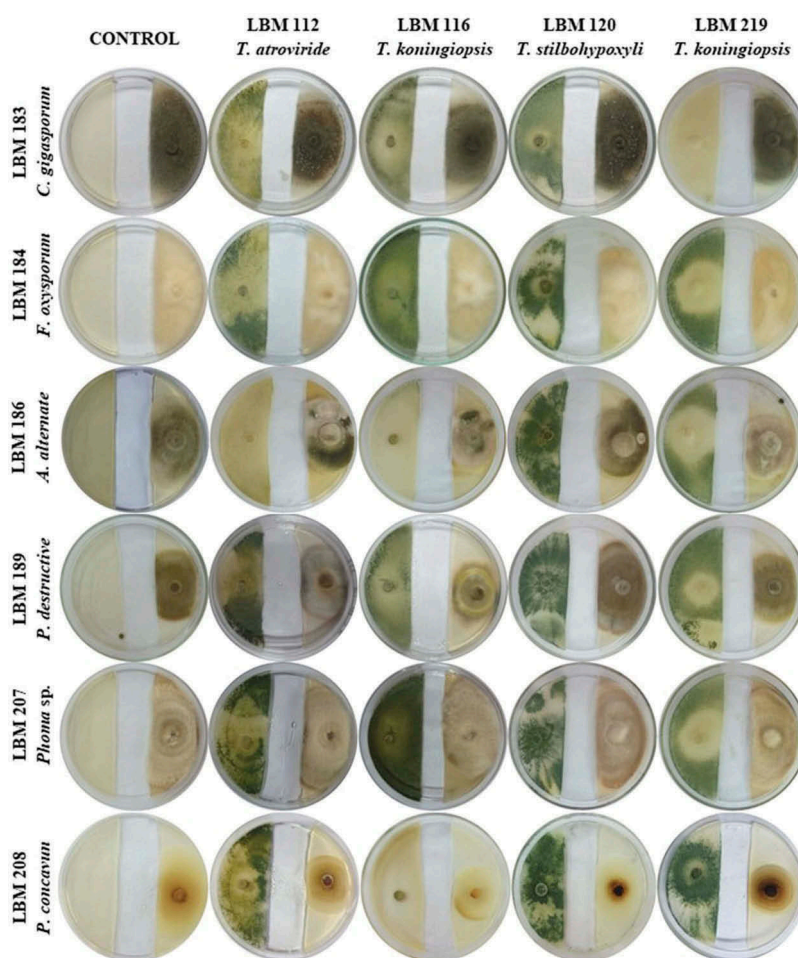 CONTROL
LBM 112
T. atroviride
LBM 116
T. koningiopsis
LBM 120
T. stilbohypoxyli
LBM 219
T. koningiopsis
LBM 183
C. gigasporum
LBM 184
F. oxysporum
LBM 186
A. alternate
LBM 189
P. destructive
LBM 207
Phoma sp.
LBM 208
P. concavum